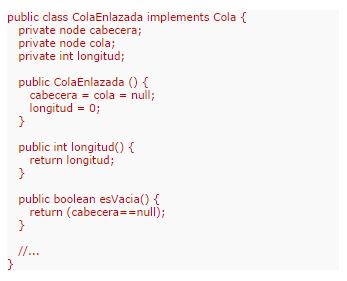 public class ColaEnlazada implements Cola {
private node cabecera;
private node cola;
private int longitud;
public ColaEnlazada () {
cabecera = cola = null;
longitud = 0;
}
public int longitud() {
return longitud;
}
public boolean esVacia() {
return (cabecera==null);
}
//...
}